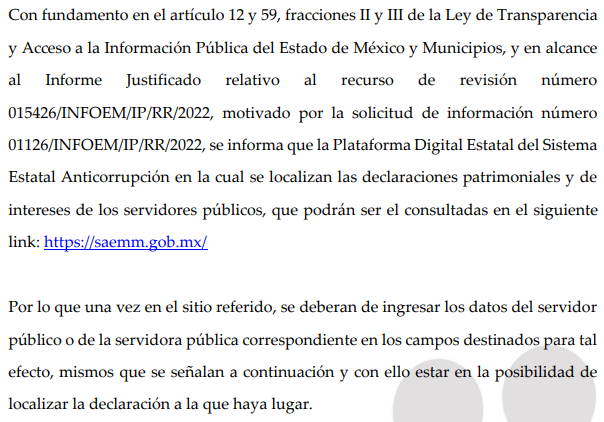 Con fundamento en el artículo 12 y 59, fracciones II y III de la Ley de Transparencia
y Acceso a la Información Pública del Estado de México y Municipios, y en alcance
al Informe Justificado relativo al recurso de revisión número
015426/INFOEM/IP/RR/2022, motivado por la solicitud de información número
01126/INFOEM/IP/RR/2022, se informa que la Plataforma Digital Estatal del Sistema
Estatal Anticorrupción en la cual se localizan las declaraciones patrimoniales y de
intereses de los servidores públicos, que podrán ser el consultadas en el siguiente
link: https://saemm.gob.mx/
Por lo que una vez en el sitio referido, se deberan de ingresar los datos del servidor
público o de la servidora pública correspondiente en los campos destinados para tal
efecto, mismos que se señalan a continuación y con ello estar en la posibilidad de
localizar la declaración a la que haya lugar.